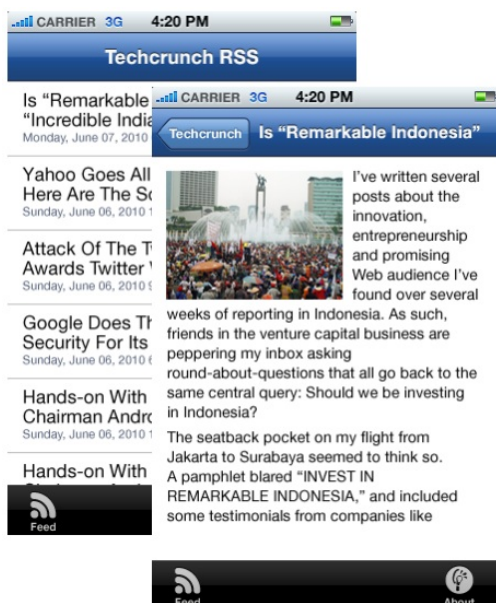 CARRIER 3G 4:20 PM
Techcrunch RSS
Is “Remarkable
“Incredible India
Monday, June 07, 2010
Yahoo Goes All
Here Are The
Sunday, June 06, 2010
Attack Of The
Awards Twitter
Sunday, June 06, 2010
Google Does
Security For Its
Sunday, June 06, 2010
Hands-on With
Chairman
Sunday, June 06, 2010
Hands-on With
Feed
CARRIER 3G 4:20 PM
Techcrunch Is “Remarkable Indonesia”
I’ve written several
posts about the
innovation,
entrepreneurship
and promising
Web audience I’ve
found over several
weeks of reporting in Indonesia. As such,
friends in the venture capital business are
peppering my inbox asking
round-about-questions that all go back to the
same central query: Should we be investing
in Indonesia?
The seatback pocket on my flight from
Jakarta to Surabaya seemed to think so.
A pamphlet blared “INVEST IN
REMARKABLE INDONESIA,” and included
some testimonials from companies like
Feed About